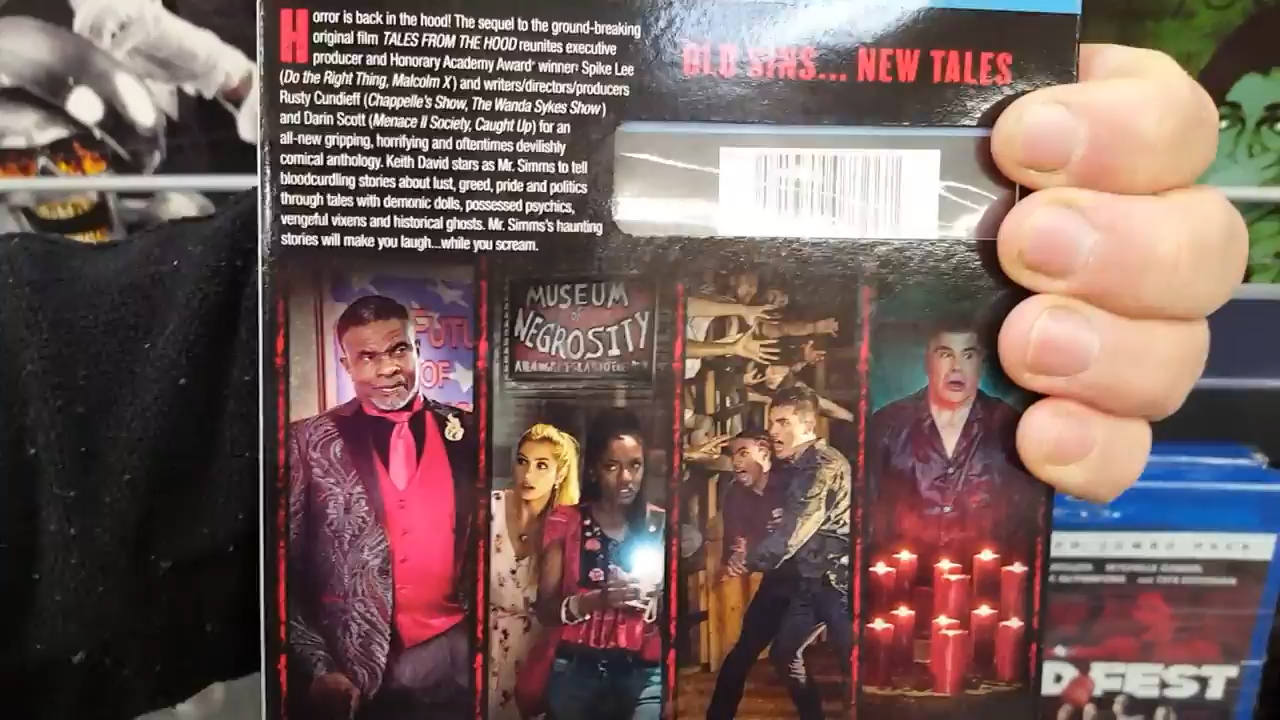 Horror is back in the hood! The sequel to the ground-breaking
original film TALES FROM THE HOOD reunites executive
producer and Honorary Academy Award® winner Spike Lee
(Do the Right Thing, Malcolm X) and writers/directors/producers
Rusty Cundieff (Chappelle's Show, The Wanda Sykes Show)
and Darin Scott (Menace II Society, Caught Up) for an
all-new gripping, horrifying and oftentimes devilishly
comical anthology. Keith David stars as Mr. Simms to tell
bloodcurdling stories about lust, greed, pride and politics
through tales with demonic dolls, possessed psychics,
vengeful vixens and historical ghosts. Mr. Simms's haunting
stories will make you laugh...while you scream.
OLD SINS... NEW TALES
FUTU
OF
MUSEUM
of
NEGROSITY
D FEST